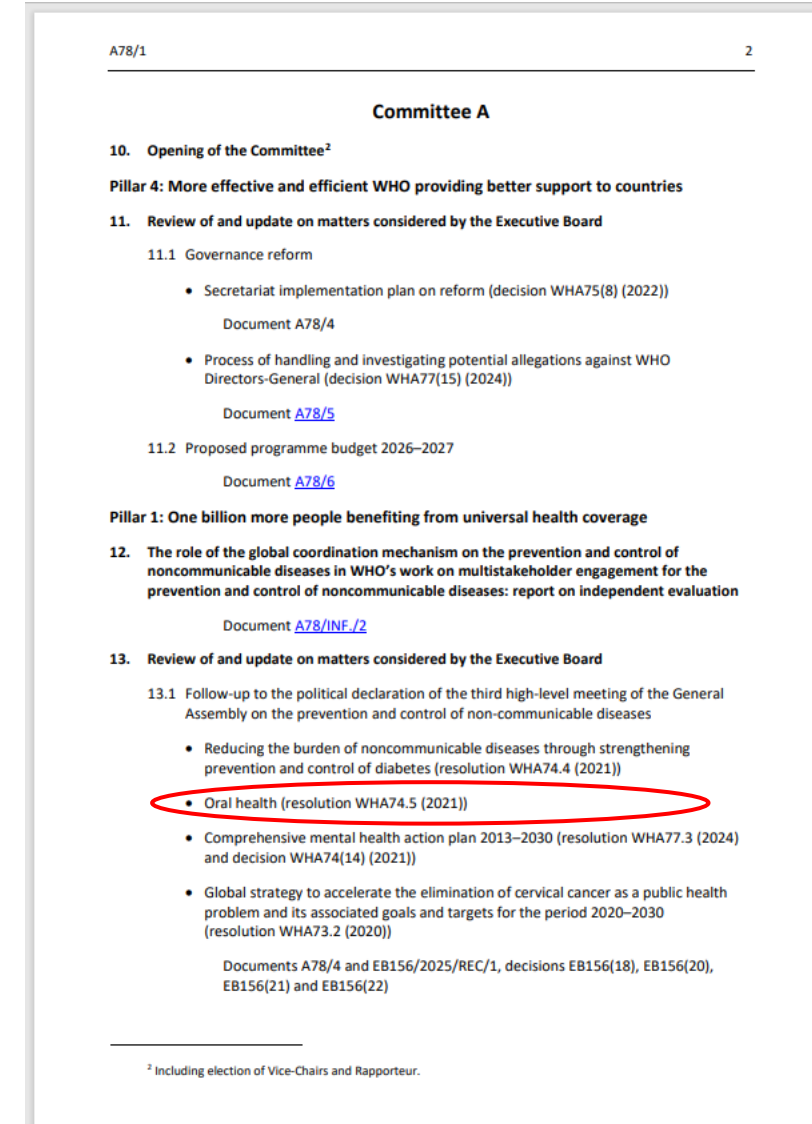 A78/1 2
Committee A
10. Opening of the Committee²
Pillar 4: More effective and efficient WHO providing better support to countries
11. Review of and update on matters considered by the Executive Board
11.1 Governance reform
• Secretariat implementation plan on reform (decision WHA75(8) (2022))
Document A78/4
• Process of handling and investigating potential allegations against WHO
Directors-General (decision WHA77(15) (2024))
Document A78/5
11.2 Proposed programme budget 2026–2027
Document A78/6
Pillar 1: One billion more people benefiting from universal health coverage
12. The role of the global coordination mechanism on the prevention and control of
noncommunicable diseases in WHO’s work on multistakeholder engagement for the
prevention and control of noncommunicable diseases: report on independent evaluation
Document A78/INF./2
13. Review of and update on matters considered by the Executive Board
13.1 Follow-up to the political declaration of the third high-level meeting of the General
Assembly on the prevention and control of non-communicable diseases
• Reducing the burden of noncommunicable diseases through strengthening
prevention and control of diabetes (resolution WHA74.4 (2021))
• Oral health (resolution WHA74.5 (2021))
• Comprehensive mental health action plan 2013–2030 (resolution WHA77.3 (2024)
and decision WHA74(14) (2021))
• Global strategy to accelerate the elimination of cervical cancer as a public health
problem and its associated goals and targets for the period 2020–2030
(resolution WHA73.2 (2020))
Documents A78/4 and EB156/2025/REC/1, decisions EB156(18), EB156(20),
EB156(21) and EB156(22)
² Including election of Vice-Chairs and Rapporteur.